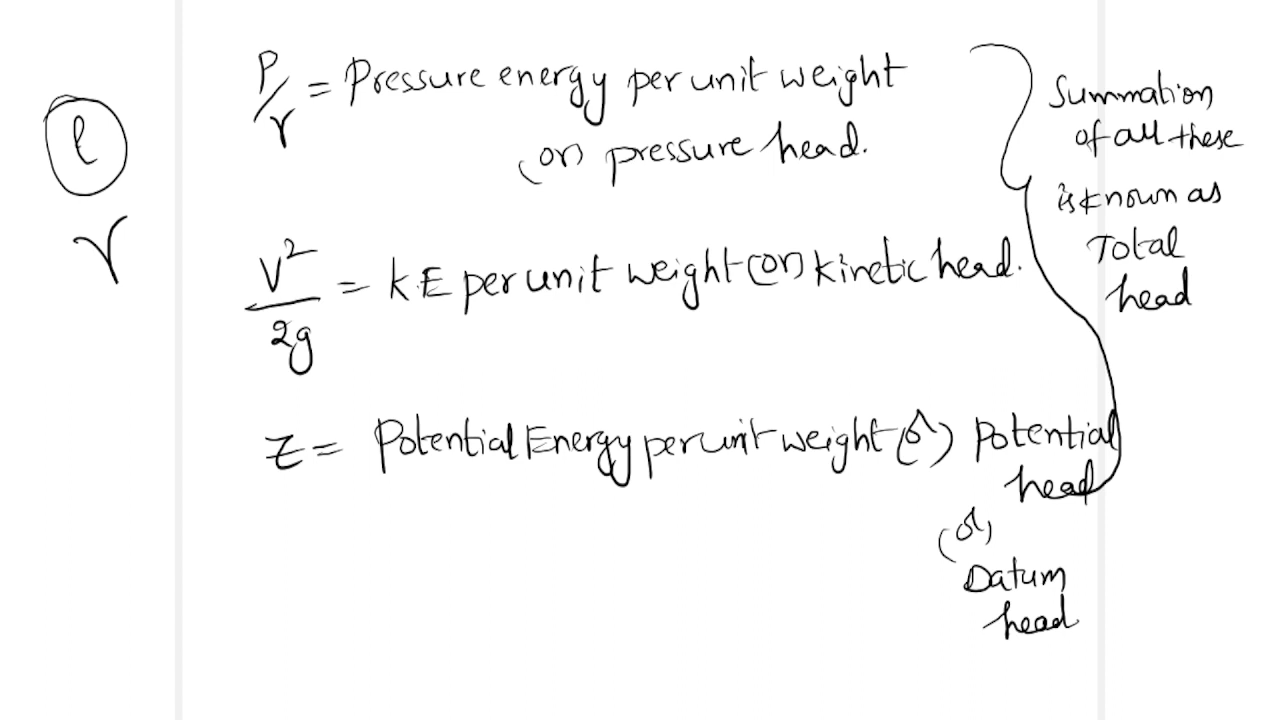 P/γ = Pressure energy per unit weight
(or) pressure head.
ρ
γ
V²/2g = KE per unit weight (or) kinetic head.
Z = Potential Energy per unit weight (or) Potential
head
(or)
Datum
head
Summation
of all these
is known as
Total
head